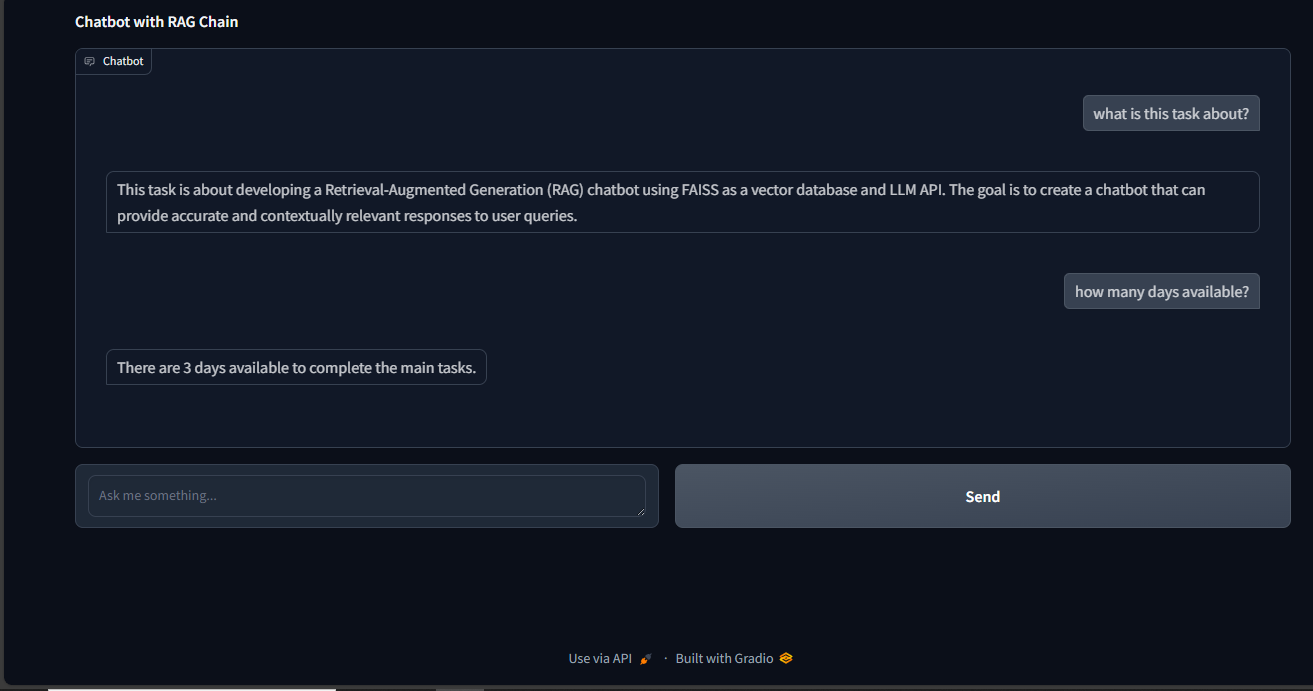 Chatbot with RAG Chain
Chatbot
what is this task about?
This task is about developing a Retrieval-Augmented Generation (RAG) chatbot using FAISS as a vector database and LLM API. The goal is to create a chatbot that can
provide accurate and contextually relevant responses to user queries.
how many days available?
There are 3 days available to complete the main tasks.
Ask me something...
Send
Use via API · Built with Gradio